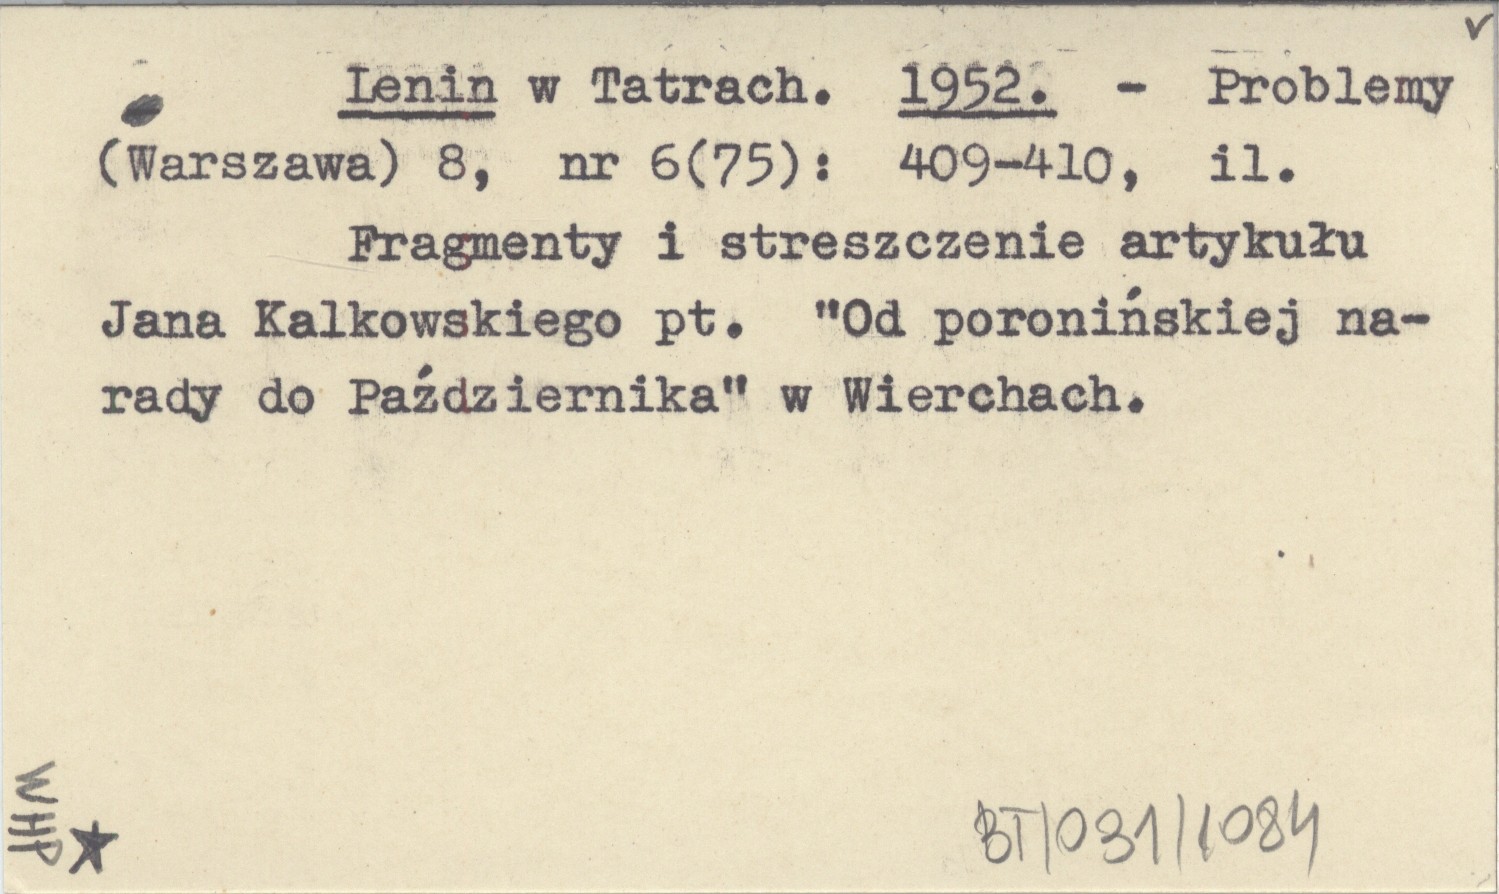 Lenin w Tatrach. 1952. - Problemy
(Warszawa) 8, nr 6(75): 409-410, il.
Fragmenty i streszczenie artykułu
Jana Kalkowskiego pt. "Od poronińskiej na-
rady do Października" w Wierchach.
WHP
BT/031/1084